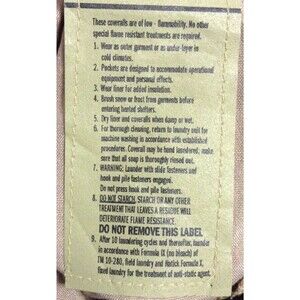 These coveralls are of low - flammability. No other
special flame resistant treatments are required.
1. Wear as outer garment or as under-layer in
cold climates.
2. Pockets are designed to accommodate operational
equipment and personal effects.
3. Wear liner for added insulation.
4. Brush snow or frost from garments before
entering heated shelters.
5. Dry liner and coveralls when damp or wet.
6. For thorough cleaning, return to laundry unit for
machine washing in accordance with established
procedures. Coverall may be hand laundered; make
sure that all soap is thoroughly rinsed out.
7. WARNING: Launder with slide fasteners and
hook and pile fasteners engaged.
Do not press hook and pile fasteners.
8. DO NOT STARCH. STARCH OR ANY OTHER
TREATMENT THAT LEAVES A RESIDUE WILL
DETERIORATE FLAME RESISTANCE.
DO NOT REMOVE THIS LABEL.
9. After 10 laundering cycles and thereafter, launder
in accordance with Formula IX (no bleach) of
TM 10-280, field laundry and Natick Formula X,
fixed laundry for the treatment of anti-static agent.